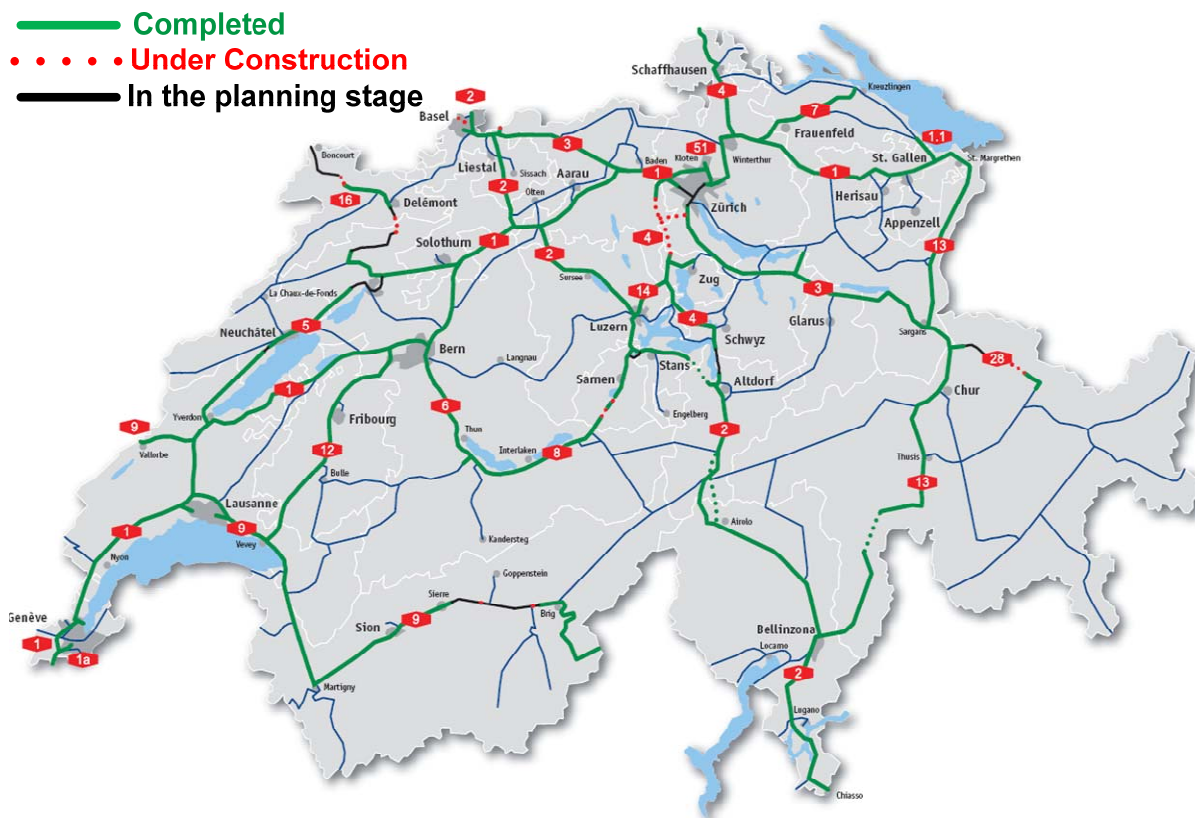 Completed
Under Construction
In the planning stage
Schaffhausen
2
Basel
4
Kreuzlingen
7
Frauenfeld
1.1
Boncourt
3
51
Liestal
Sissach
Aarau
Baden
Kloten
1
Winterther
St. Gallen
St. Margrethen
1
2
Olten
16
Delémont
Zürich
Herisau
Appenzell
Solothurn
1
2
4
13
Sursee
Zug
La Chaux-de-Fonds
14
3
5
Neuchâtel
Luzern
4
Schwyz
Glarus
Sargans
Bern
Langnau
Stans
28
1
Samen
Altdorf
Chur
6
Yverdon
Fribourg
Engelberg
9
Vallorbe
Thun
2
12
Interlaken
8
Thusis
Bulle
13
Lausanne
1
9
Vevey
Airolo
Nyon
Kandersteg
Goppenstein
Sierre
Genève
Sion
9
Brig
1
1a
Bellinzona
Locarno
2
Martigny
Lugano
Chiasso